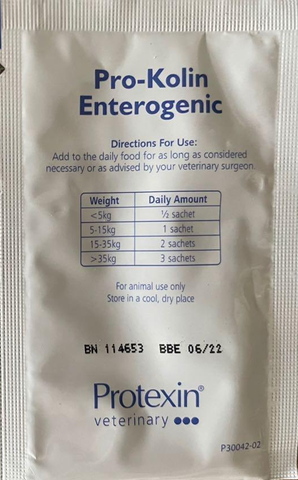 Pro-Kolin
Enterogenic
Directions For Use:
Add to the daily food for as long as considered
necessary or as advised by your veterinary surgeon.
Weight Daily Amount
<5kg ½ sachet
5-15kg 1 sachet
15-35kg 2 sachets
>35kg 3 sachets
For animal use only
Store in a cool, dry place
BN 114653 BBE 06/22
Protexin®
veterinary
P30042-02